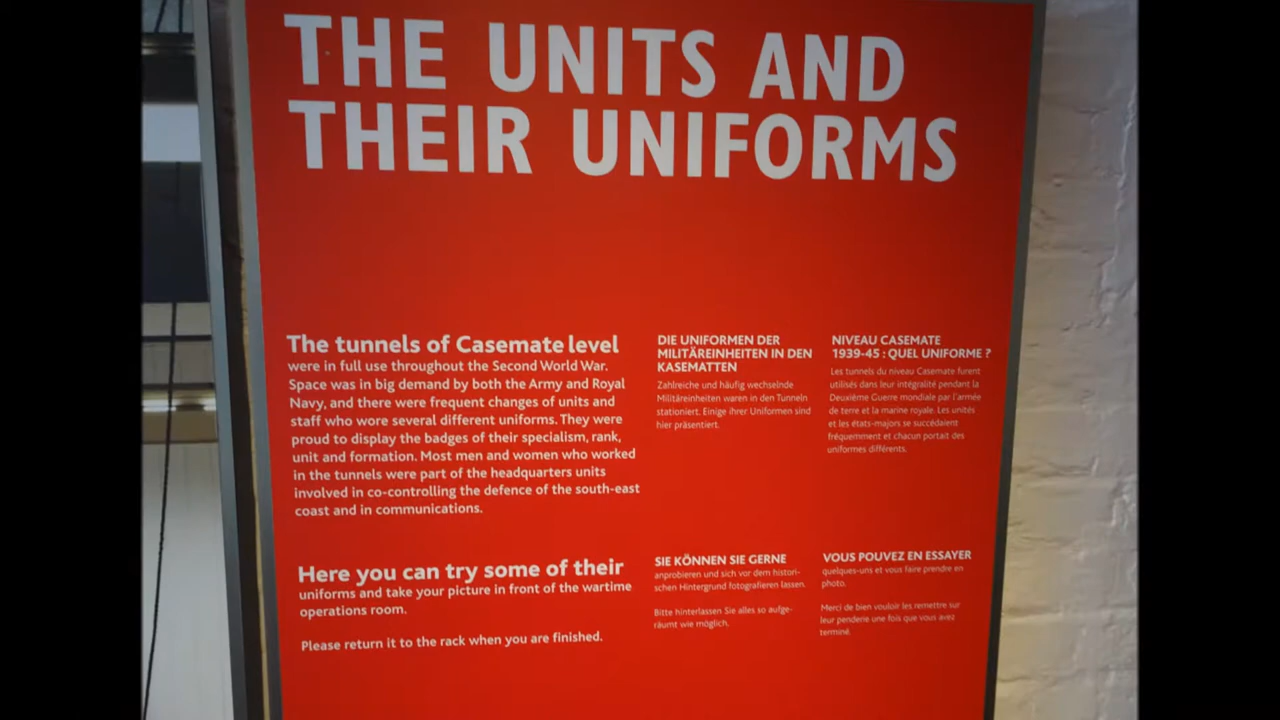 THE UNITS AND
THEIR UNIFORMS
The tunnels of Casemate level
were in full use throughout the Second World War.
Space was in big demand by both the Army and Royal
Navy, and there were frequent changes of units and
staff who wore several different uniforms. They were
proud to display the badges of their specialism, rank,
unit and formation. Most men and women who worked
in the tunnels were part of the headquarters units
involved in co-controlling the defence of the south-east
coast and in communications.
Here you can try some of their
uniforms and take your picture in front of the wartime
operations room.
Please return it to the rack when you are finished.
DIE UNIFORMEN DER
MILITÄREINHEITEN IN DEN
KASEMATTEN
Zahlreiche und häufig wechselnde
Militäreinheiten waren in den Tunneln
stationiert. Einige ihrer Uniformen sind
hier präsentiert.
SIE KÖNNEN SIE GERNE
anprobieren und sich vor dem histori-
schen Hintergrund fotografieren lassen.
Bitte hinterlassen Sie alles so aufge-
räumt wie möglich.
NIVEAU CASEMATE
1939-45 : QUEL UNIFORME ?
Les tunnels du niveau Casemate furent
utilisés dans leur intégralité pendant la
Deuxième Guerre mondiale par l'armée
de terre et la marine royale. Les unités
et les états-majors se succédaient
fréquemment et chacun portait des
uniformes différents.
VOUS POUVEZ EN ESSAYER
quelques-uns et vous faire prendre en
photo.
Merci de bien vouloir les remettre sur
leur penderie une fois que vous avez
terminé.